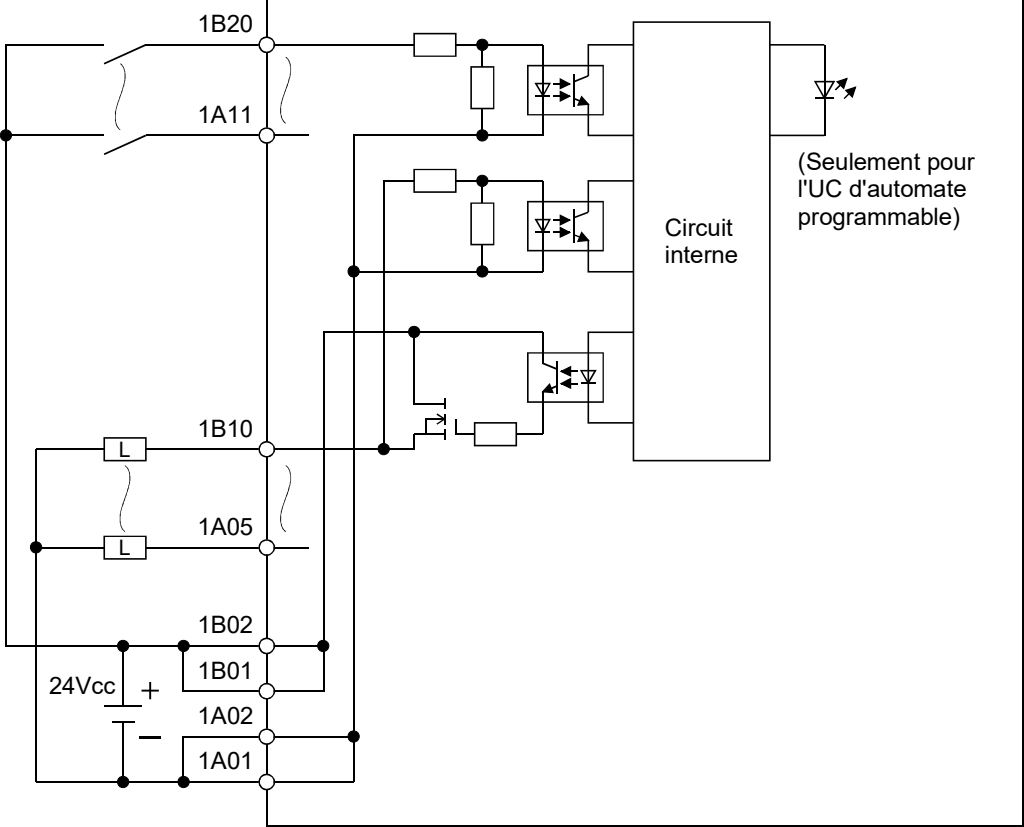 1B20
1A11
(Seulement pour
l'UC d'automate
programmable)
Circuit
interne
1B10
L
1A05
L
1B02
1B01
24Vcc +
1A02
–
1A01